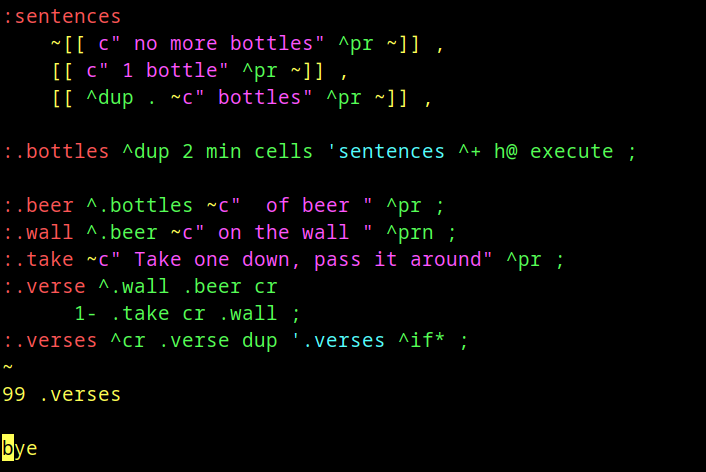 :sentences
    ~[[ c" no more bottles" ^pr ~]] ,
    [[ c" 1 bottle" ^pr ~]] ,
    [[ ^dup . ~c" bottles" ^pr ~]] ,

:.bottles ^dup 2 min cells 'sentences ^+ h@ execute ;

:.beer ^.bottles ~c"  of beer " ^pr ;
:.wall ^.beer ~c" on the wall " ^prn ;
:.take ~c" Take one down, pass it around" ^pr ;
:.verse ^.wall .beer cr
      1- .take cr .wall ;
:.verses ^cr .verse dup '.verses ^if* ;
~
99 .verses

bye